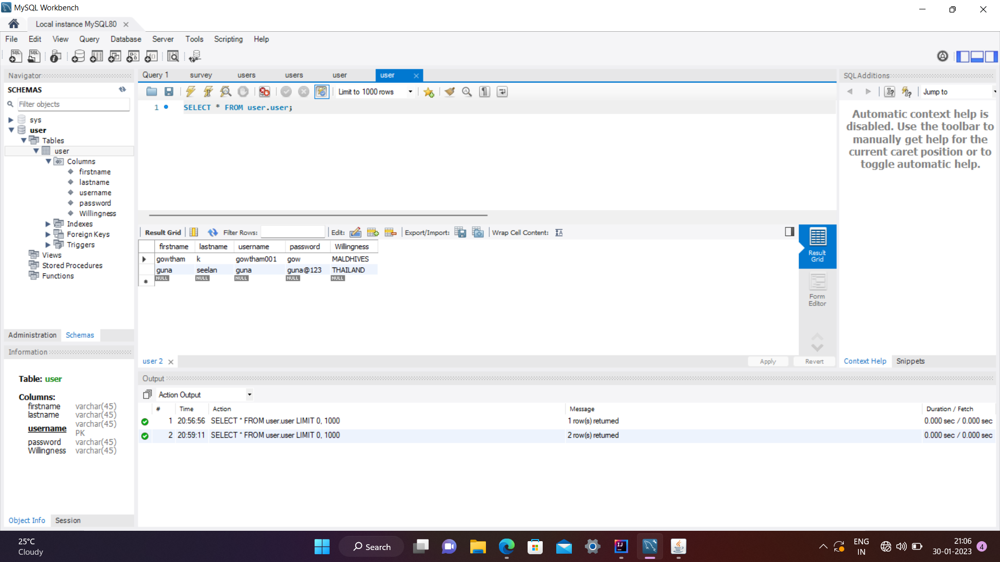 MySQL Workbench
Local instance MySQL80
File Edit View Query Database Server Tools Scripting Help
Navigator
SCHEMAS
Filter objects
sys
user
Tables
user
Columns
firstname
lastname
username
password
Willingness
Indexes
Foreign Keys
Triggers
Views
Stored Procedures
Functions
Administration Schemas
Information
Table: user
Columns:
firstname varchar(45)
lastname varchar(45)
username varchar(45)
PK
password varchar(45)
Willingness varchar(45)
Object Info Session
Query 1 survey users users user user
Limit to 1000 rows
1 SELECT * FROM user.user;
Result Grid Filter Rows: Edit: Export/Import: Wrap Cell Content:
firstname lastname username password Willingness
gowtham k gowtham001 gow MALDHIVES
guna seelan guna guna@123 THAILAND
NULL NULL NULL NULL NULL
Result
Grid
Form
Editor
user 2 Apply Revert
Output
Action Output
# Time Action Message Duration / Fetch
1 20:56:56 SELECT * FROM user.user LIMIT 0, 1000 1 row(s) returned 0.000 sec / 0.000 sec
2 20:59:11 SELECT * FROM user.user LIMIT 0, 1000 2 row(s) returned 0.000 sec / 0.000 sec
SQLAdditions
Jump to
Automatic context help is
disabled. Use the toolbar to
manually get help for the
current caret position or to
toggle automatic help.
Context Help Snippets
25°C
Cloudy
Search
ENG
IN
21:06
30-01-2023
4